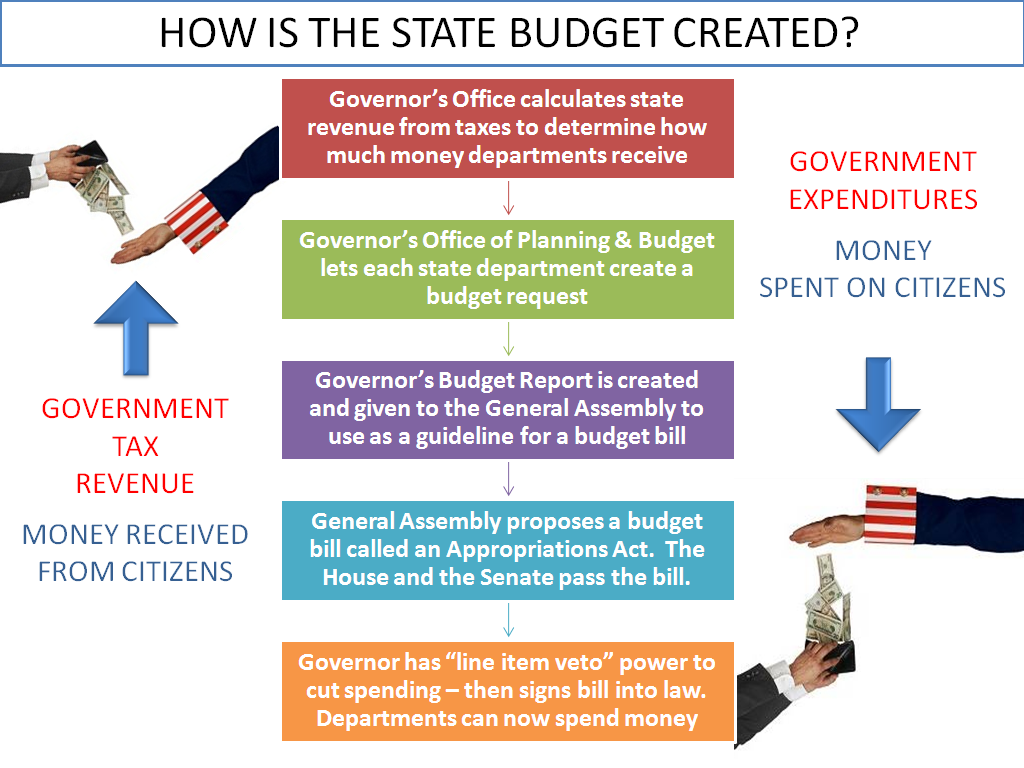 HOW IS THE STATE BUDGET CREATED?
Governor’s Office calculates state
revenue from taxes to determine how
much money departments receive
Governor’s Office of Planning & Budget
lets each state department create a
budget request
Governor’s Budget Report is created
and given to the General Assembly to
use as a guideline for a budget bill
General Assembly proposes a budget
bill called an Appropriations Act.  The
House and the Senate pass the bill.
Governor has “line item veto” power to
cut spending – then signs bill into law.
Departments can now spend money
GOVERNMENT
TAX
REVENUE
MONEY RECEIVED
FROM CITIZENS
GOVERNMENT
EXPENDITURES
MONEY
SPENT ON CITIZENS